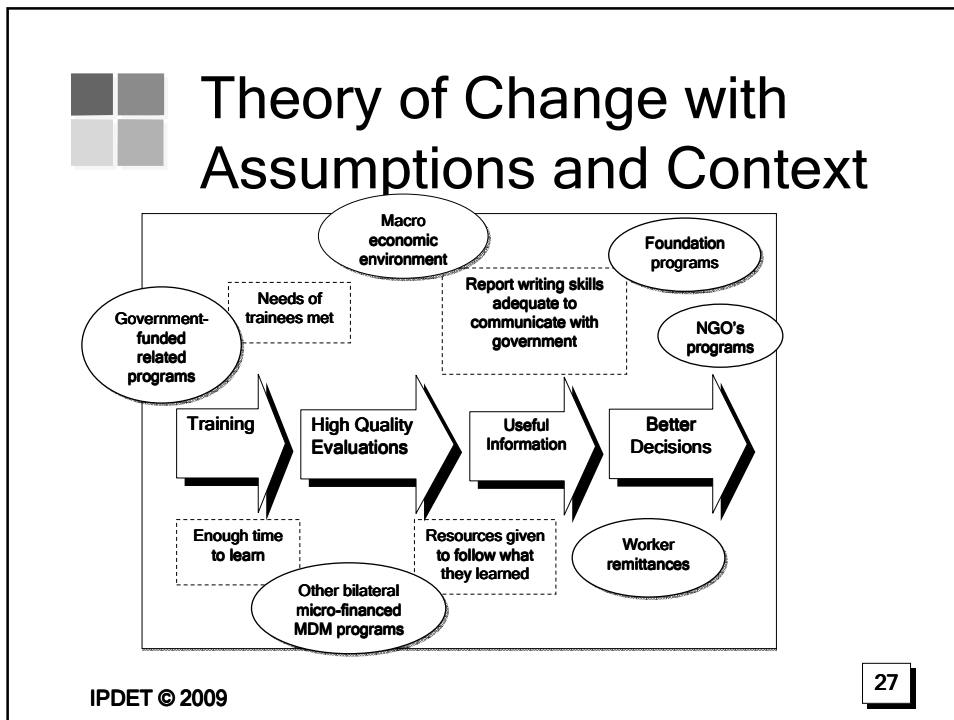 Theory of Change with
Assumptions and Context
Macro
economic
environment
Foundation
programs
Needs of
trainees met
Report writing skills
adequate to
communicate with
government
Government-
funded
related
programs
NGO's
programs
Training
High Quality
Evaluations
Useful
Information
Better
Decisions
Enough time
to learn
Resources given
to follow what
they learned
Worker
remittances
Other bilateral
micro-financed
MDM programs
IPDET © 2009
27